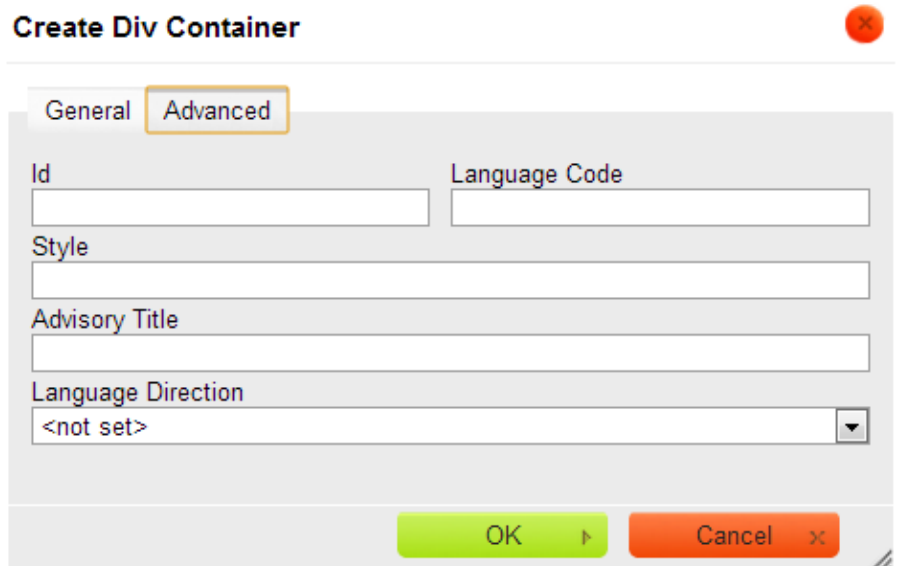 Create Div Container
General Advanced
Id Language Code
Style
Advisory Title
Language Direction
<not set>
OK Cancel